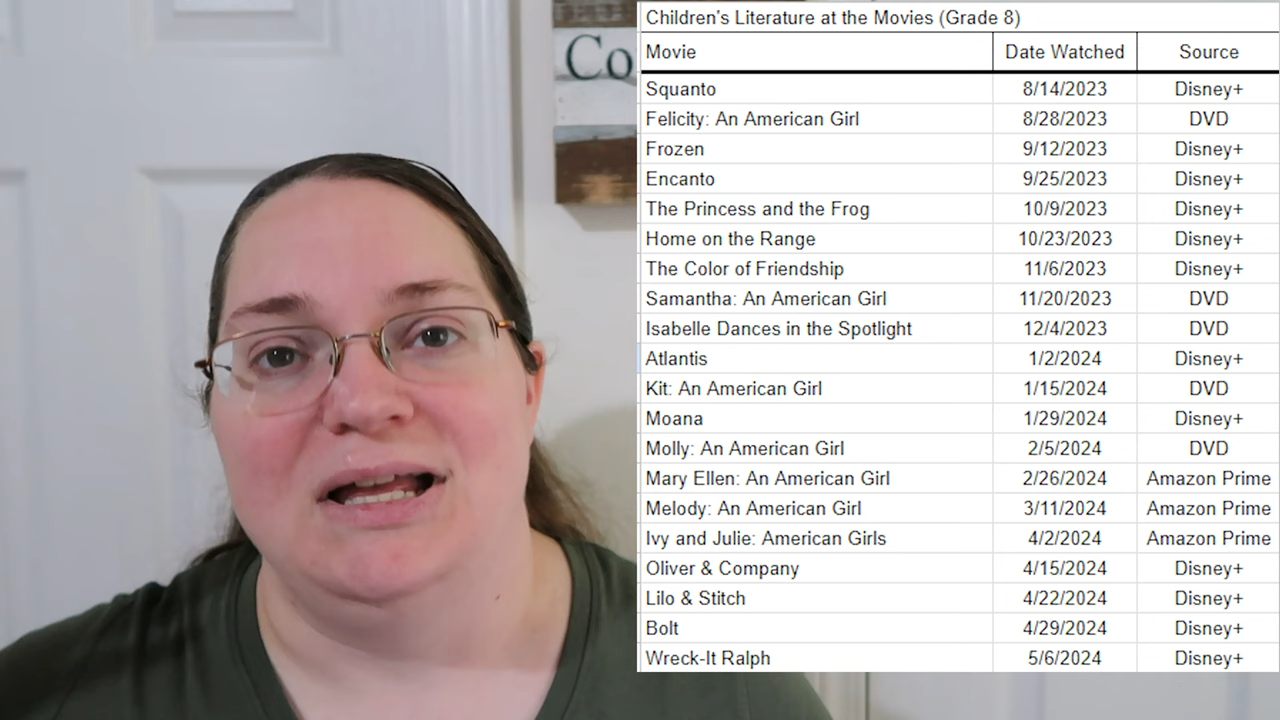 Co
Children's Literature at the Movies (Grade 8)
Movie Date Watched Source
Squanto 8/14/2023 Disney+
Felicity: An American Girl 8/28/2023 DVD
Frozen 9/12/2023 Disney+
Encanto 9/25/2023 Disney+
The Princess and the Frog 10/9/2023 Disney+
Home on the Range 10/23/2023 Disney+
The Color of Friendship 11/6/2023 Disney+
Samantha: An American Girl 11/20/2023 DVD
Isabelle Dances in the Spotlight 12/4/2023 DVD
Atlantis 1/2/2024 Disney+
Kit: An American Girl 1/15/2024 DVD
Moana 1/29/2024 Disney+
Molly: An American Girl 2/5/2024 DVD
Mary Ellen: An American Girl 2/26/2024 Amazon Prime
Melody: An American Girl 3/11/2024 Amazon Prime
Ivy and Julie: American Girls 4/2/2024 Amazon Prime
Oliver & Company 4/15/2024 Disney+
Lilo & Stitch 4/22/2024 Disney+
Bolt 4/29/2024 Disney+
Wreck-It Ralph 5/6/2024 Disney+